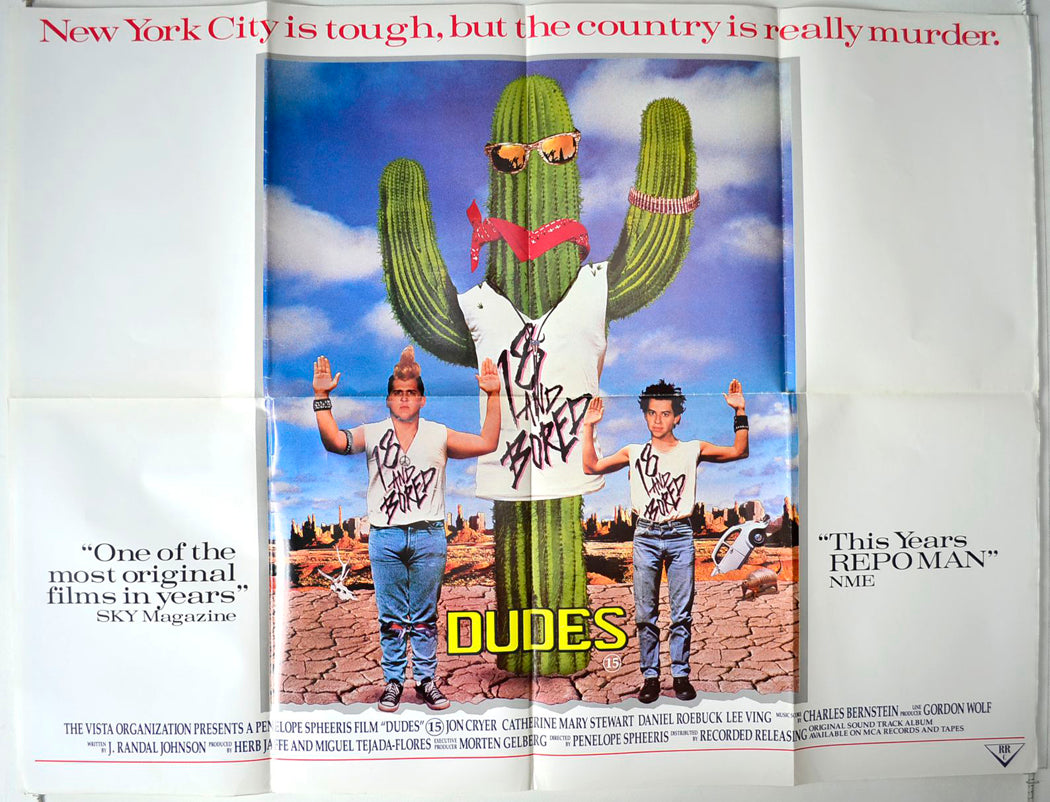 New York City is tough, but the country is really murder.
18
AND
BORED
18
AND
BORED
18
AND
BORED
"One of the
most original
films in years"
SKY Magazine
"This Years
REPO MAN"
NME
DUDES
15
THE VISTA ORGANIZATION PRESENTS A PENELOPE SPHEERIS FILM "DUDES" 15 JON CRYER CATHERINE MARY STEWART DANIEL ROEBUCK LEE VING MUSIC SCORE CHARLES BERNSTEIN LINE PRODUCER GORDON WOLF
WRITTEN BY J. RANDAL JOHNSON PRODUCED BY HERB JAFFE AND MIGUEL TEJADA-FLORES EXECUTIVE PRODUCER MORTEN GELBERG DIRECTED BY PENELOPE SPHEERIS DISTRIBUTED BY RECORDED RELEASING ORIGINAL SOUND TRACK ALBUM AVAILABLE ON MCA RECORDS AND TAPES
RR